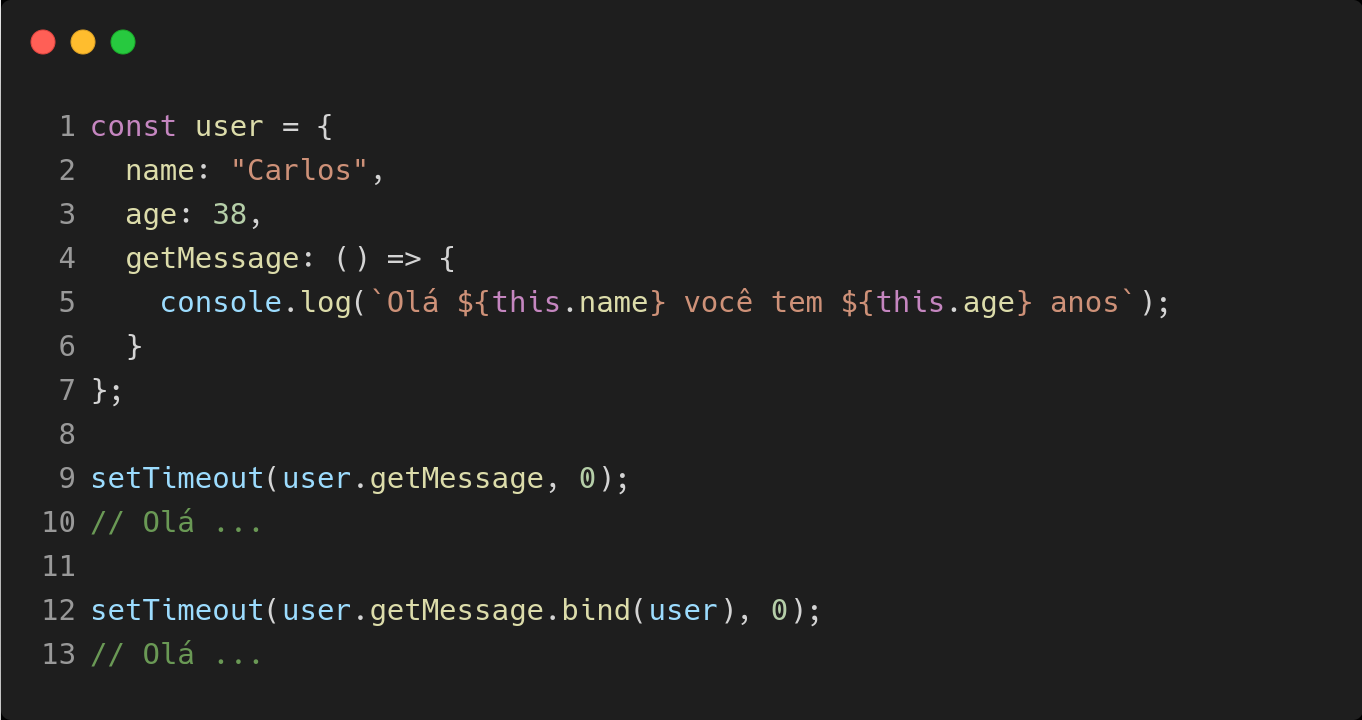 1 const user = {
2   name: "Carlos",
3   age: 38,
4   getMessage: () => {
5     console.log(`Olá ${this.name} você tem ${this.age} anos`);
6   }
7 };
8
9 setTimeout(user.getMessage, 0);
10 // Olá ...
11
12 setTimeout(user.getMessage.bind(user), 0);
13 // Olá ...